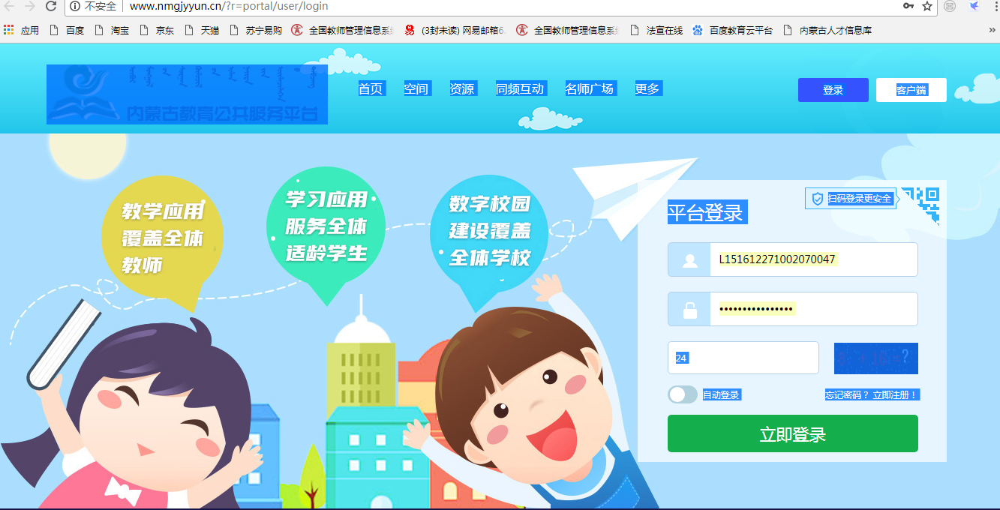 不安全 www.nmgjyyun.cn/?r=portal/user/login
应用 百度 淘宝 京东 天猫 苏宁易购 全国教师管理信息系统 (3封未读) 网易邮箱6. 全国教师管理信息系统 法宣在线 百度教育云平台 内蒙古人才信息库 »
内蒙古教育公共服务平台
首页 空间 资源 同频互动 名师广场 更多 登录 客户端
教学应用
覆盖全体
教师
学习应用
服务全体
适龄学生
数字校园
建设覆盖
全体学校
平台登录 扫码登录更安全
L151612271002070047
••••••••••••••••
24
自动登录 忘记密码？ 立即注册！
立即登录